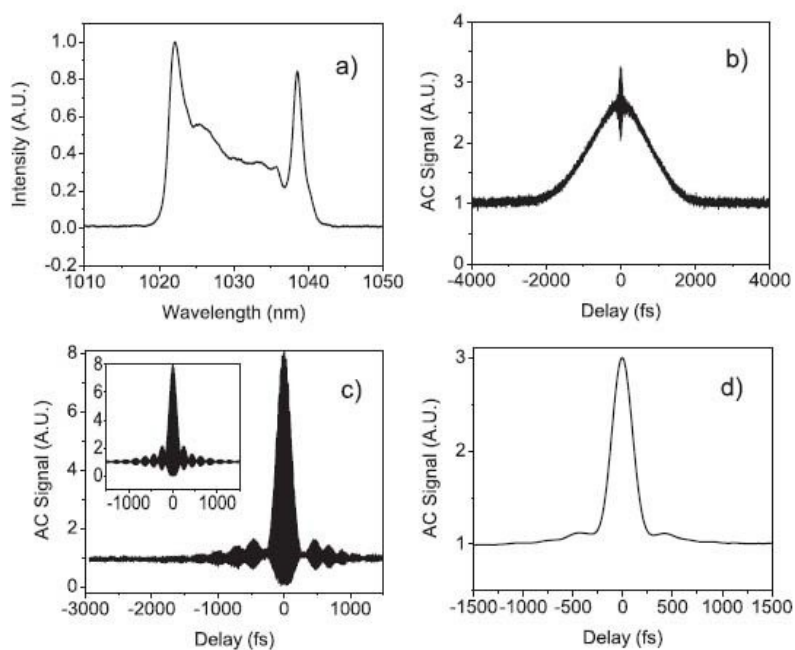 a)
Intensity (A.U.)
1.0
0.8
0.6
0.4
0.2
0.0
-0.2
1010 1020 1030 1040 1050
Wavelength (nm)
b)
AC Signal (A.U.)
4
3
2
1
0
-4000 -2000 0 2000 4000
Delay (fs)
c)
AC Signal (A.U.)
8
6
4
2
0
8
6
4
2
0
-1000 0 1000
-3000 -2000 -1000 0 1000
Delay (fs)
d)
AC Signal (A.U.)
3
2
1
-1500 -1000 -500 0 500 1000 1500
Delay (fs)